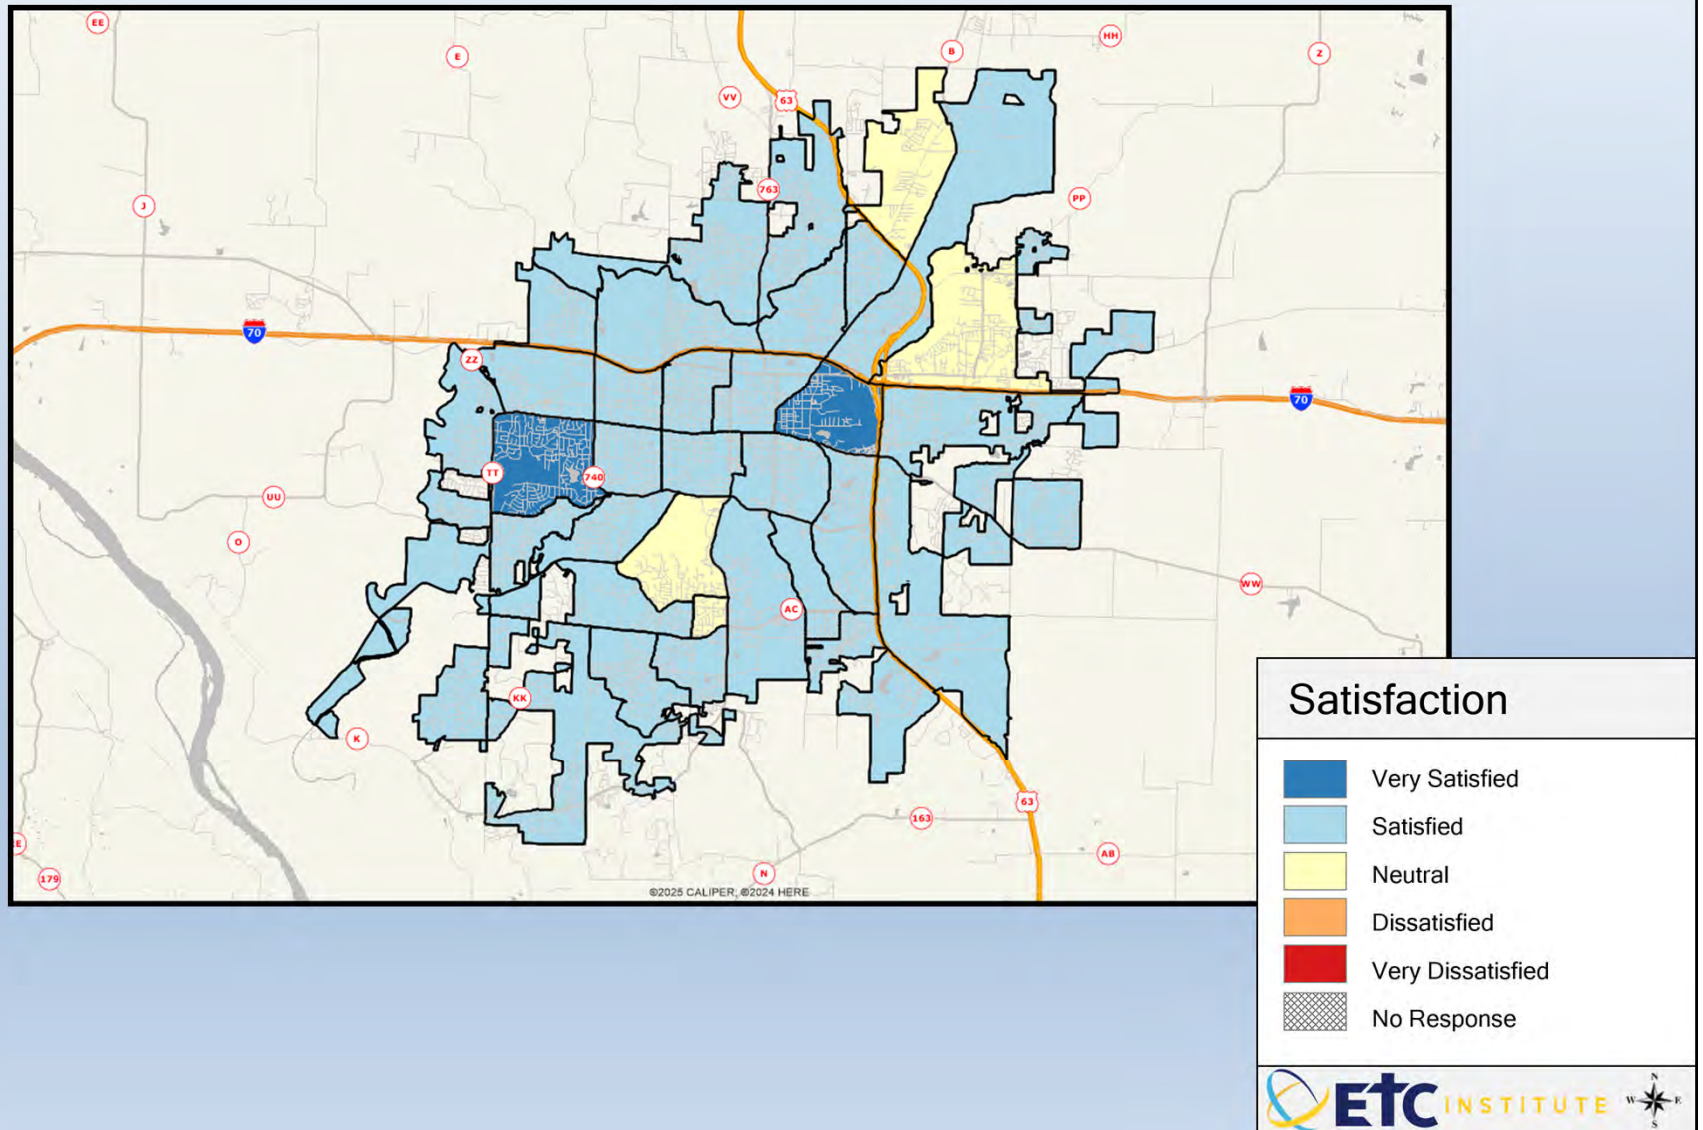 EE
E
B
HH
Z
VV
63
763
PP
J
70
ZZ
70
TT
740
UU
O
WW
AC
KK
K
63
163
E
AB
179
N
©2025 CALIPER; ©2024 HERE
Satisfaction
Very Satisfied
Satisfied
Neutral
Dissatisfied
Very Dissatisfied
No Response
N
W E
S
ETC INSTITUTE